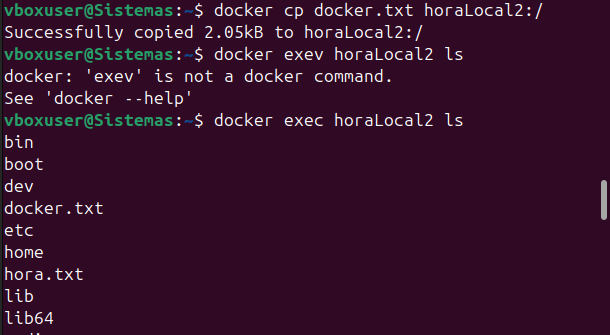 vboxuser@Sistemas:~$ docker cp docker.txt horaLocal2:/
Successfully copied 2.05kB to horaLocal2:/
vboxuser@Sistemas:~$ docker exev horaLocal2 ls
docker: 'exev' is not a docker command.
See 'docker --help'
vboxuser@Sistemas:~$ docker exec horaLocal2 ls
bin
boot
dev
docker.txt
etc
home
hora.txt
lib
lib64